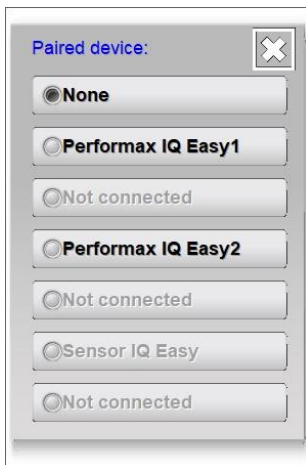 Paired device:
None
Performax IQ Easy1
Not connected
Performax IQ Easy2
Not connected
Sensor IQ Easy
Not connected